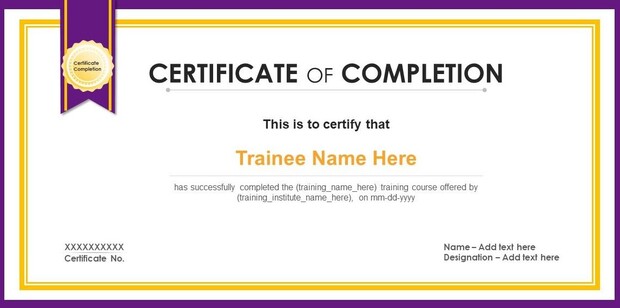 Certificate
Completion
CERTIFICATE OF COMPLETION
This is to certify that
Trainee Name Here
has successfully completed the (training_name_here) training course offered by
(training_institute_name_here), on mm-dd-yyyy
XXXXXXXXXX
Certificate No.
Name – Add text here
Designation – Add text here